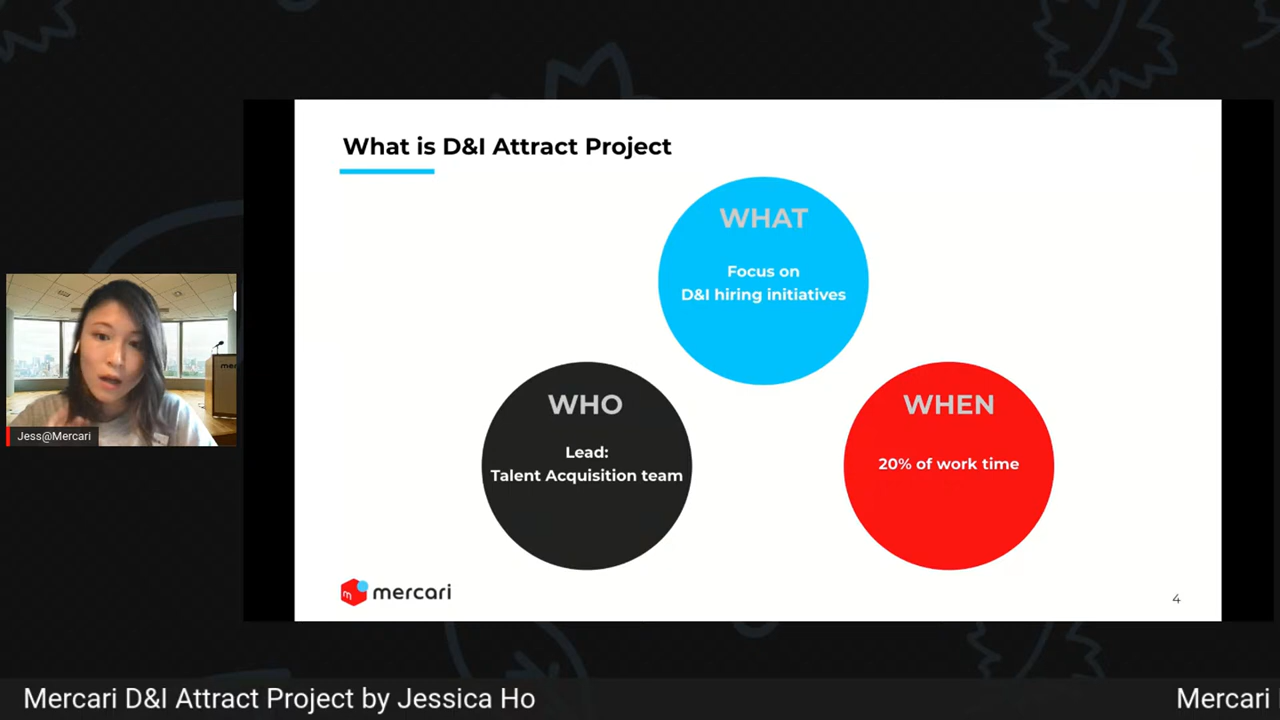 What is D&I Attract Project
WHAT
Focus on
D&I hiring initiatives
WHO
Lead:
Talent Acquisition team
WHEN
20% of work time
mercari
4
Jess@Mercari
Mercari D&I Attract Project by Jessica Ho
Mercari